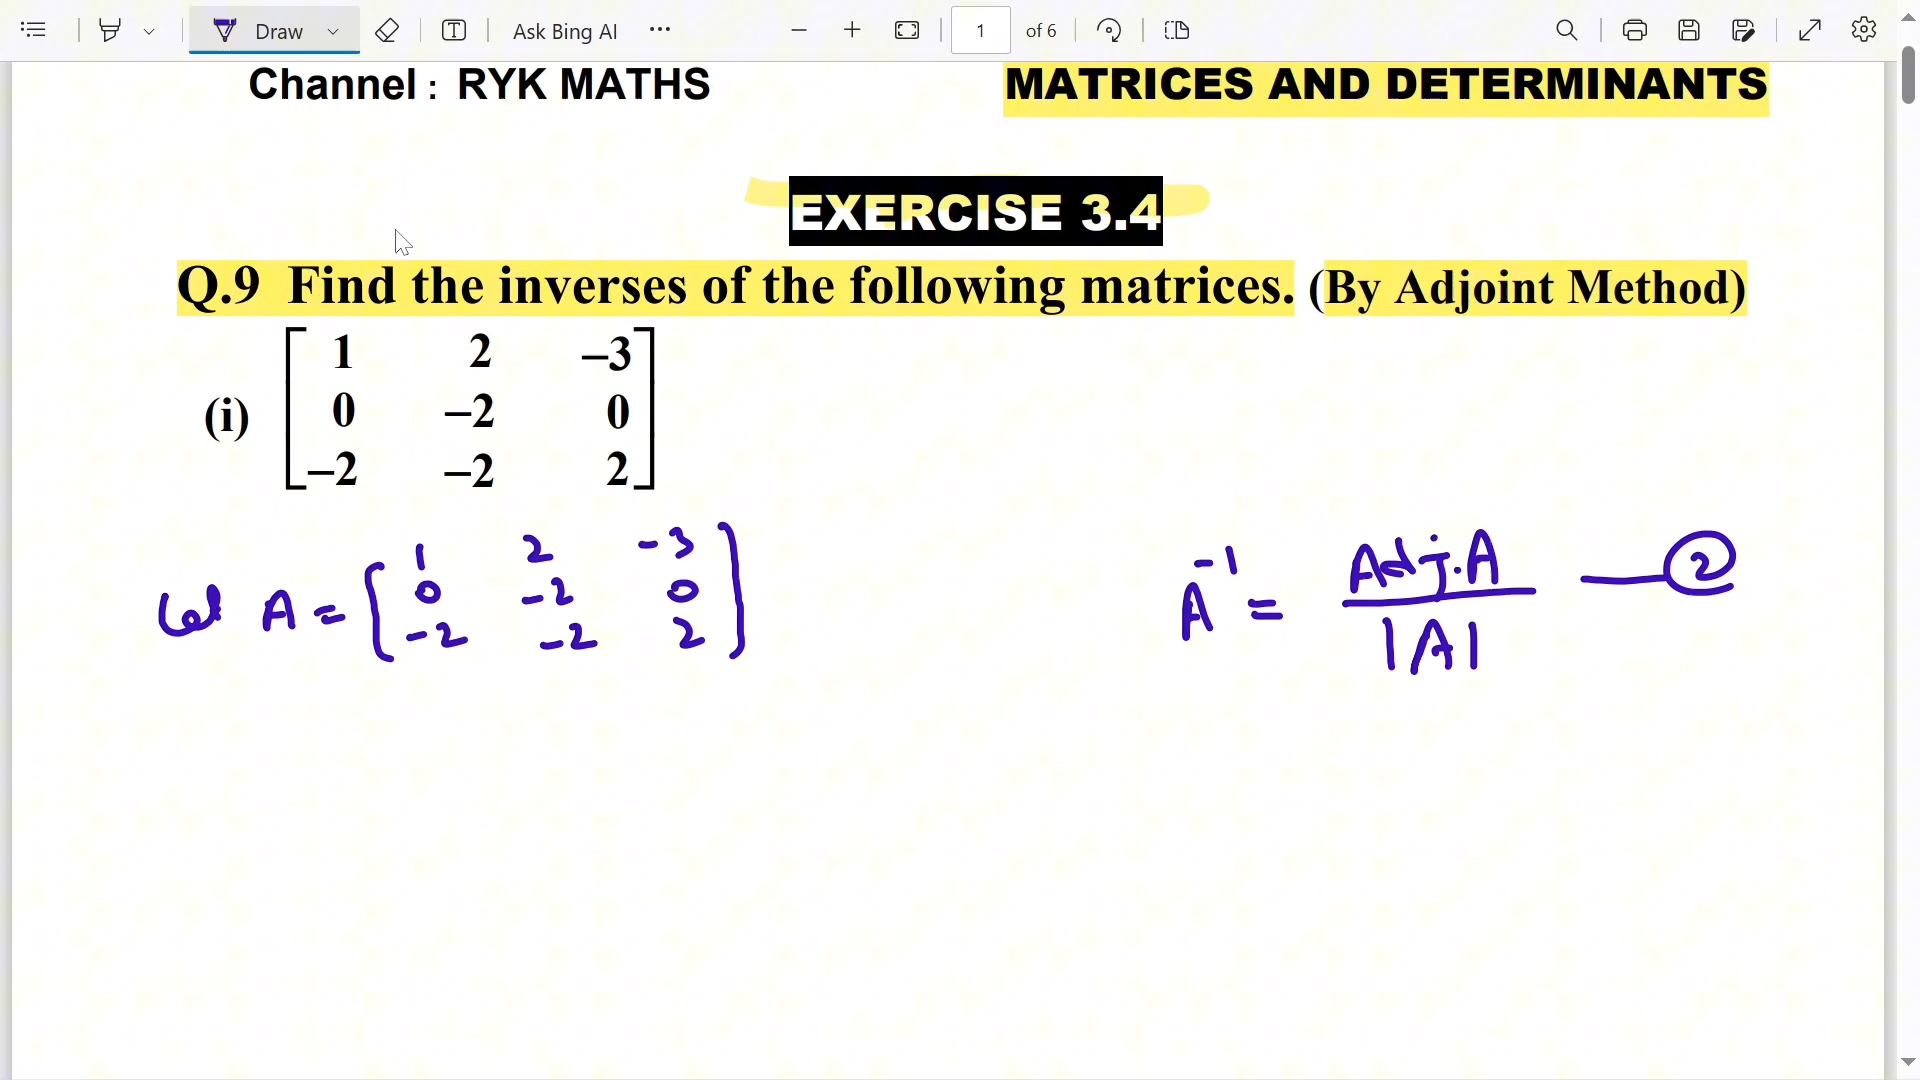 Draw Ask Bing AI ... 1 of 6
Channel : RYK MATHS MATRICES AND DETERMINANTS
EXERCISE 3.4
Q.9 Find the inverses of the following matrices. (By Adjoint Method)
1 2 –3
(i) 0 –2 0
–2 –2 2
1 2 -3
Let A = 0 -2 0
-2 -2 2
A⁻¹ = Adj.A / |A| — ②